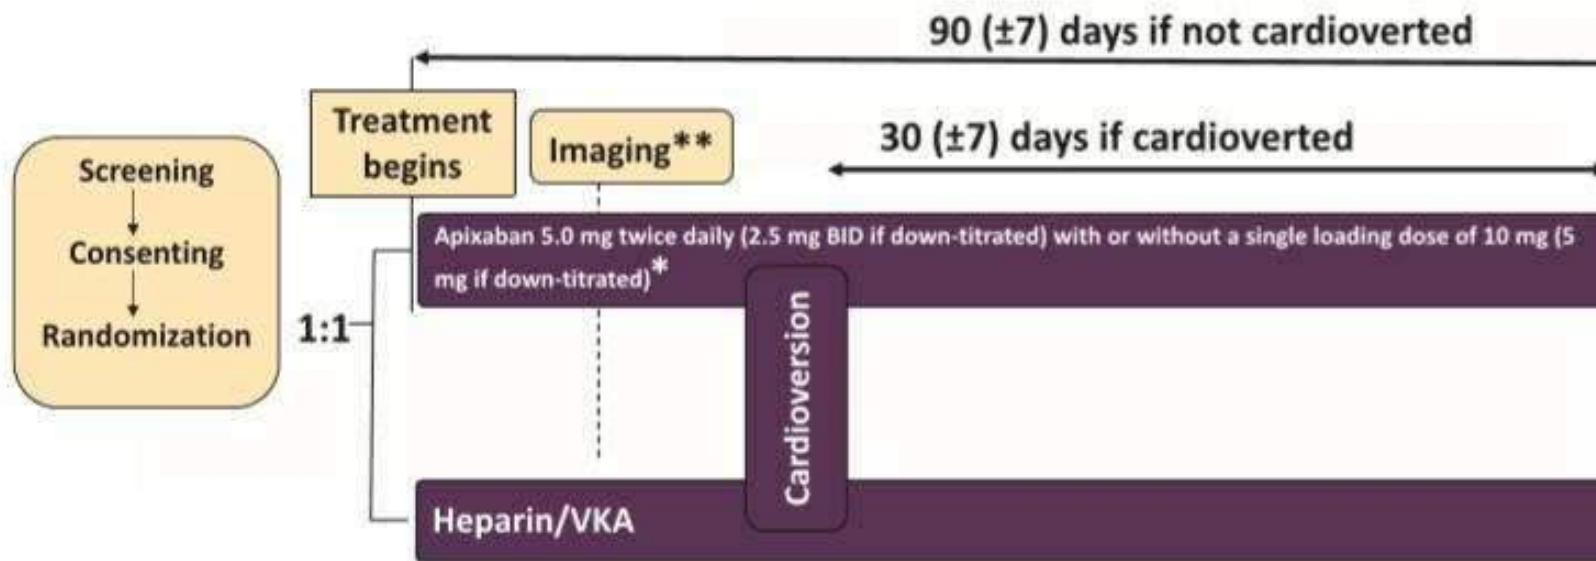 90 (±7) days if not cardioverted
Treatment
begins
Imaging**
30 (±7) days if cardioverted
Screening
Consenting
Randomization
1:1
Apixaban 5.0 mg twice daily (2.5 mg BID if down-titrated) with or without a single loading dose of 10 mg (5
mg if down-titrated)*
Cardioversion
Heparin/VKA